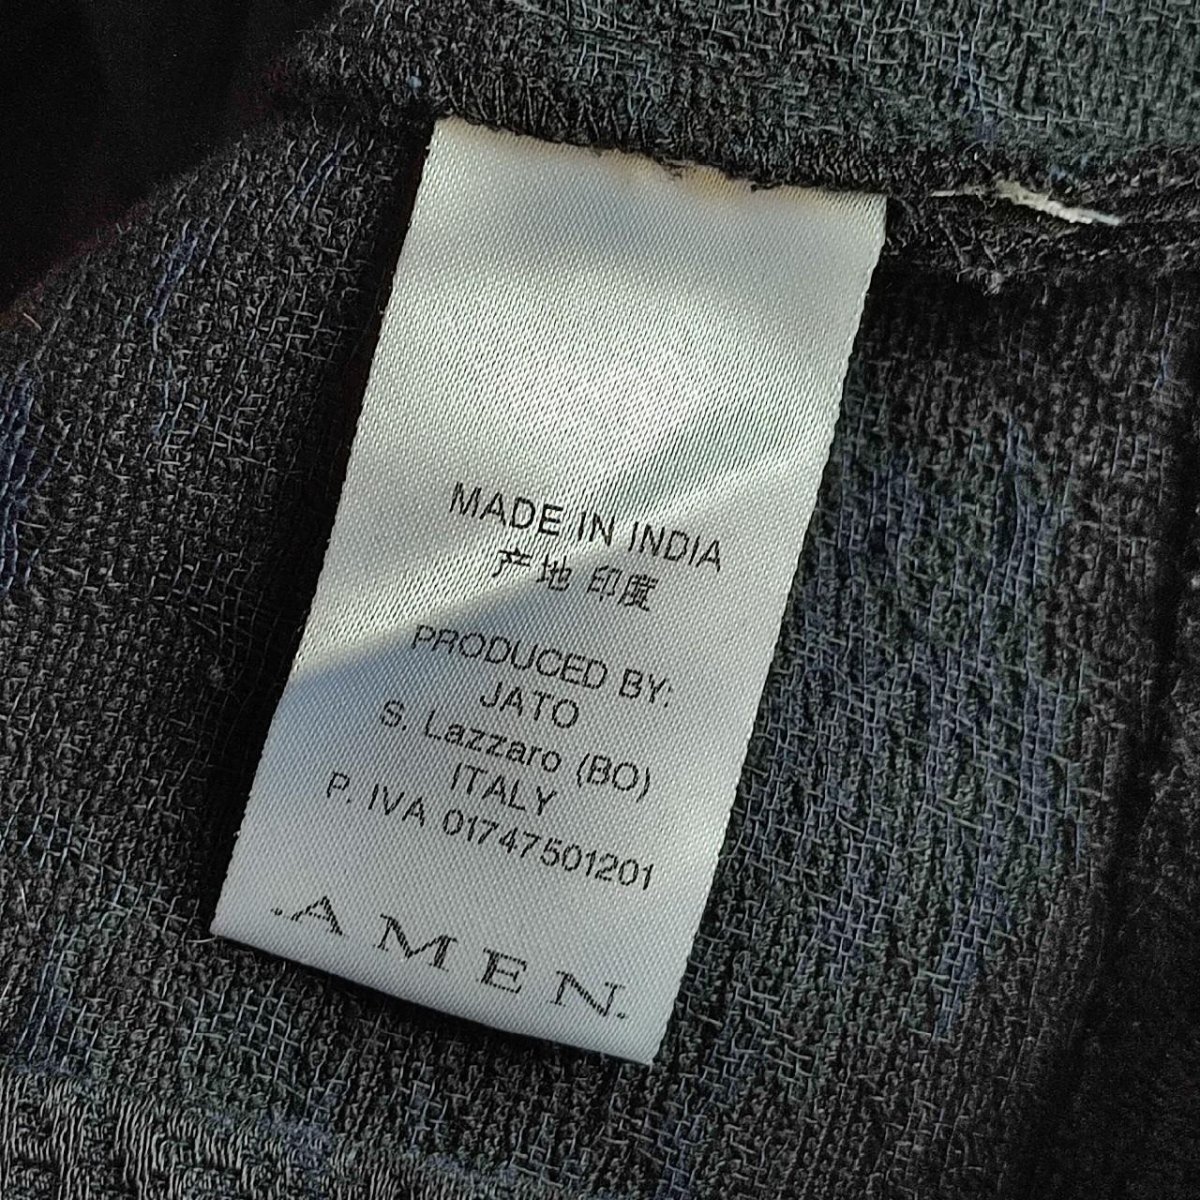 MADE IN INDIA
产地 印度
PRODUCED BY:
JATO
S. Lazzaro (BO)
ITALY
P. IVA 01747501201
.AMEN.